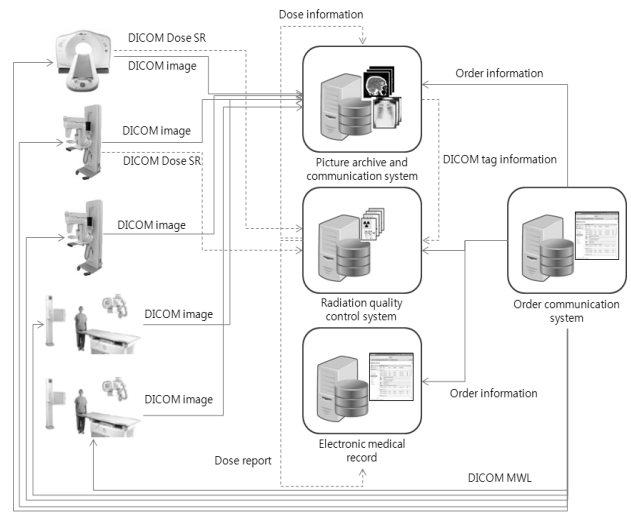 Dose information
DICOM Dose SR
DICOM image
Order information
DICOM image
DICOM Dose SR
Picture archive and
communication system
DICOM tag information
DICOM image
Radiation quality
control system
Order communication
system
DICOM image
DICOM image
Order information
Electronic medical
record
Dose report
DICOM MWL